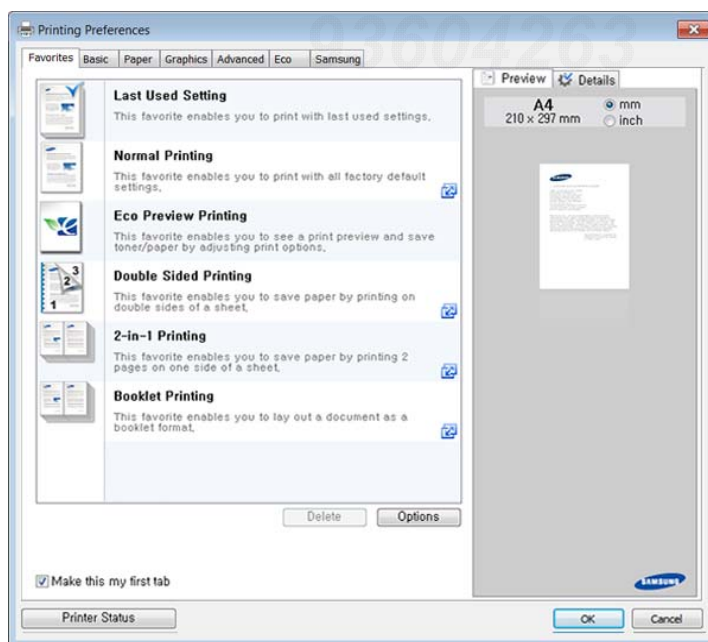 Printing Preferences
93604263
Favorites Basic Paper Graphics Advanced Eco Samsung
Last Used Setting
This favorite enables you to print with last used settings.
Normal Printing
This favorite enables you to print with all factory default
settings.
Eco Preview Printing
This favorite enables you to see a print preview and save
toner/paper by adjusting print options.
3
2
1
Double Sided Printing
This favorite enables you to save paper by printing on
double sides of a sheet.
2-in-1 Printing
This favorite enables you to save paper by printing 2
pages on one side of a sheet.
Booklet Printing
This favorite enables you to lay out a document as a
booklet format.
Delete Options
Make this my first tab
Printer Status
Preview Details
A4
210 x 297 mm
mm
inch
SAMSUNG
OK Cancel